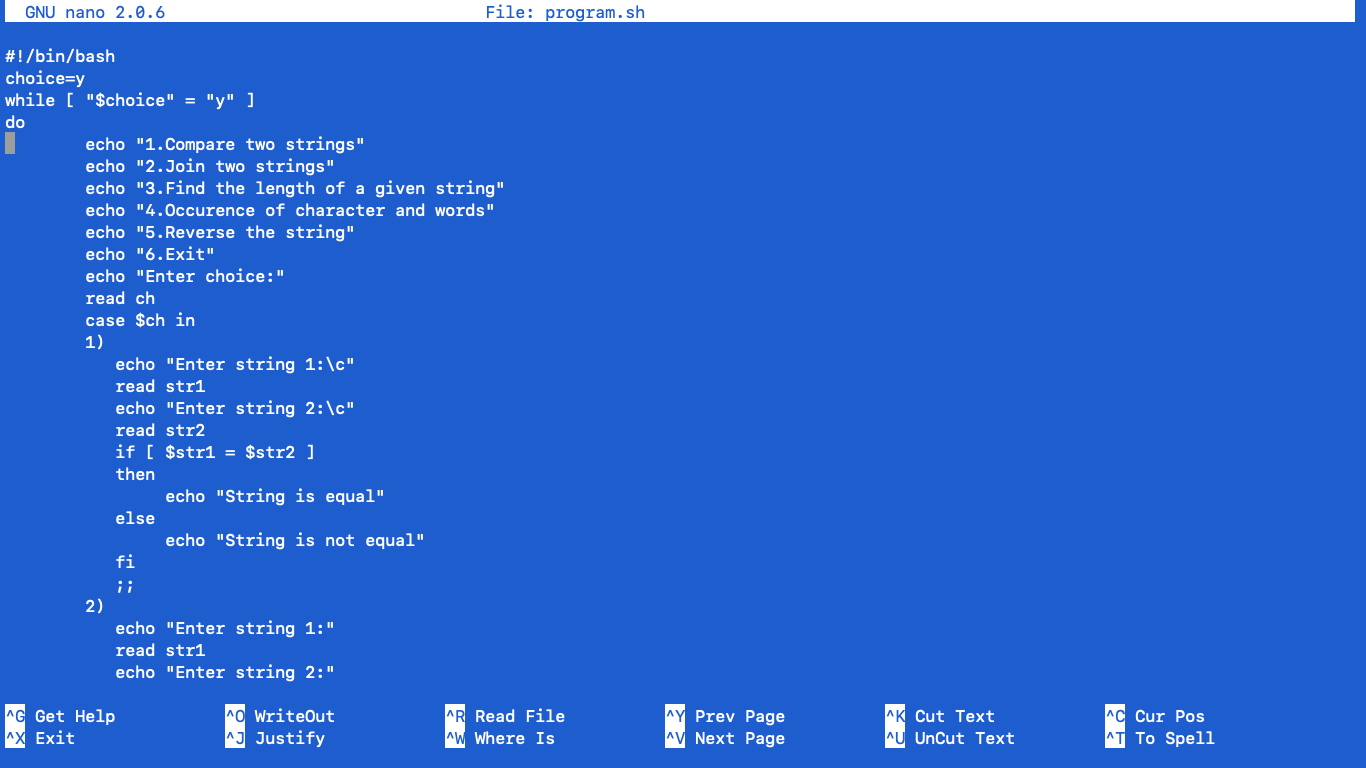 GNU nano 2.0.6 File: program.sh
#!/bin/bash
choice=y
while [ "$choice" = "y" ]
do
echo "1.Compare two strings"
echo "2.Join two strings"
echo "3.Find the length of a given string"
echo "4.Occurence of character and words"
echo "5.Reverse the string"
echo "6.Exit"
echo "Enter choice:"
read ch
case $ch in
1)
echo "Enter string 1:\c"
read str1
echo "Enter string 2:\c"
read str2
if [ $str1 = $str2 ]
then
echo "String is equal"
else
echo "String is not equal"
fi
;;
2)
echo "Enter string 1:"
read str1
echo "Enter string 2:"
^G Get Help ^O WriteOut ^R Read File ^Y Prev Page ^K Cut Text ^C Cur Pos
^X Exit ^J Justify ^W Where Is ^V Next Page ^U UnCut Text ^T To Spell